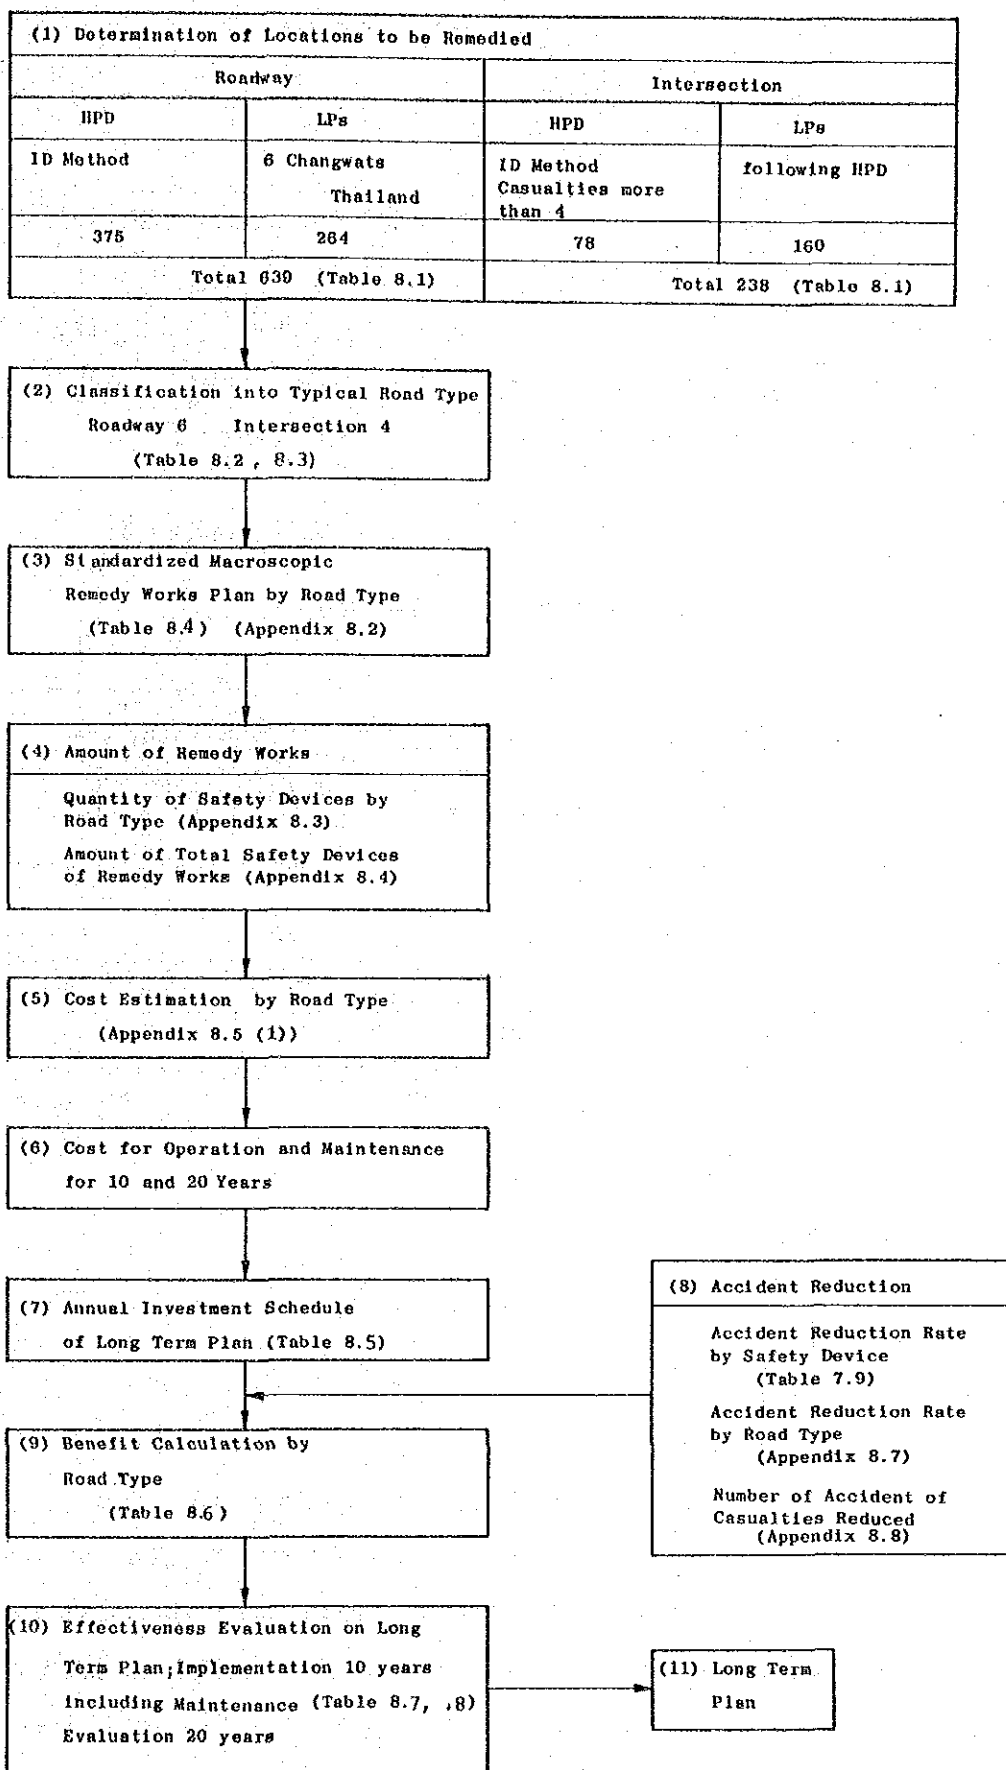 (1) Determination of Locations to be Remedied
Roadway
Intersection
HPD
LPs
HPD
LPs
ID Method
6 Changwats
Thailand
ID Method
Casualties more
than 4
following HPD
375
264
78
160
Total 639 (Table 8.1)
Total 238 (Table 8.1)
(2) Classification into Typical Road Type
Roadway 6 Intersection 4
(Table 8.2 , 8.3)
(3) Standardized Macroscopic
Remedy Works Plan by Road Type
(Table 8.4) (Appendix 8.2)
(4) Amount of Remedy Works
Quantity of Safety Devices by
Road Type (Appendix 8.3)
Amount of Total Safety Devices
of Remedy Works (Appendix 8.4)
(5) Cost Estimation by Road Type
(Appendix 8.5 (1))
(6) Cost for Operation and Maintenance
for 10 and 20 Years
(7) Annual Investment Schedule
of Long Term Plan (Table 8.5)
(8) Accident Reduction
Accident Reduction Rate
by Safety Device
(Table 7.9)
Accident Reduction Rate
by Road Type
(Appendix 8.7)
Number of Accident of
Casualties Reduced
(Appendix 8.8)
(9) Benefit Calculation by
Road Type
(Table 8.6)
(10) Effectiveness Evaluation on Long
Term Plan;Implementation 10 years
including Maintenance (Table 8.7, .8)
Evaluation 20 years
(11) Long Term
Plan